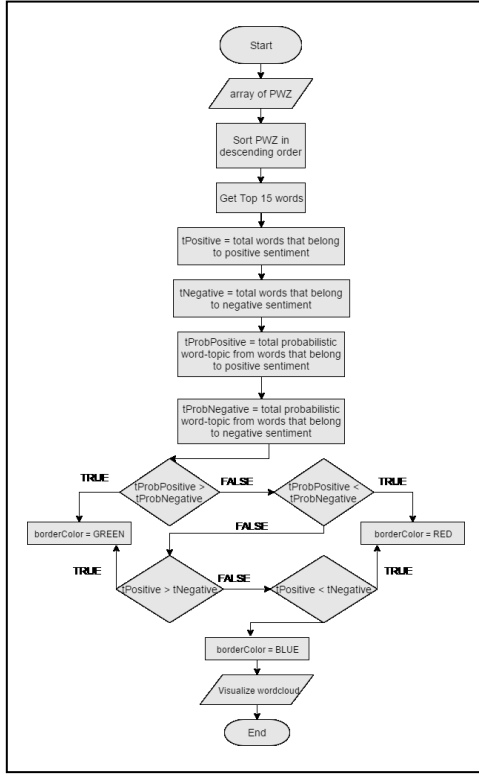 Start
array of PWZ
Sort PWZ in
descending order
Get Top 15 words
tPositive = total words that belong
to positive sentiment
tNegative = total words that belong
to negative sentiment
tProbPositive = total probabilistic
word-topic from words that belong
to positive sentiment
tProbNegative = total probabilistic
word-topic from words that belong
to negative sentiment
TRUE
tProbPositive >
tProbNegative
FALSE
tProbPositive <
tProbNegative
TRUE
borderColor = GREEN
FALSE
borderColor = RED
TRUE
tPositive > tNegative
FALSE
tPositive < tNegative
TRUE
borderColor = BLUE
Visualize wordcloud
End